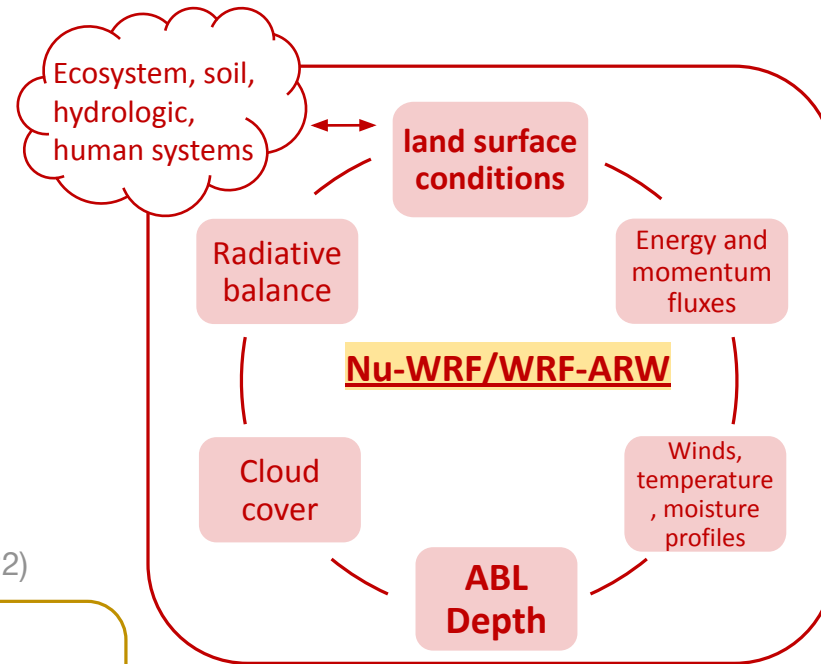 Ecosystem, soil,
hydrologic,
human systems
land surface
conditions
Radiative
balance
Energy and
momentum
fluxes
Nu-WRF/WRF-ARW
Cloud
cover
Winds,
temperature
, moisture
profiles
ABL
Depth
2)